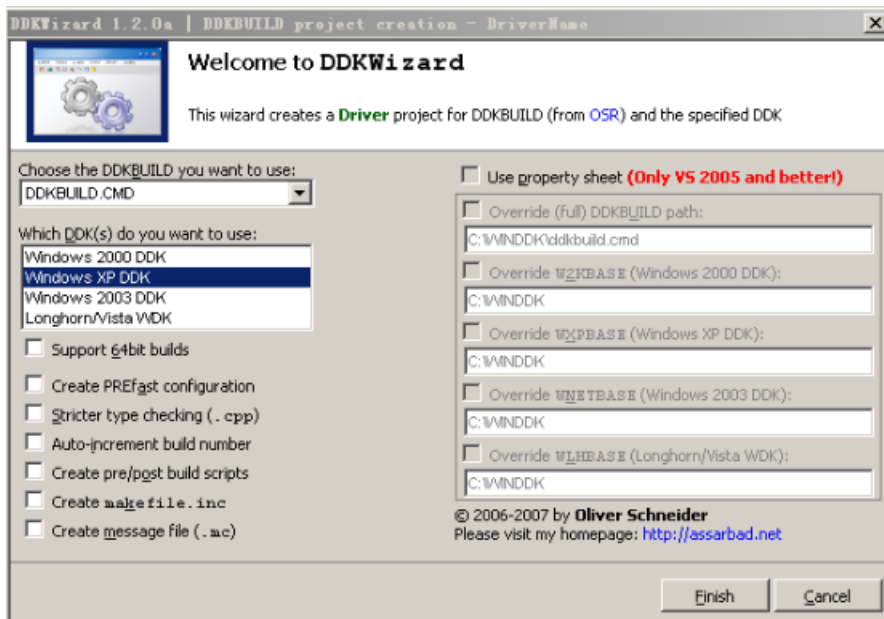 DDKWizard 1.2.0a | DDKBUILD project creation - DriverName
Welcome to DDKWizard
This wizard creates a Driver project for DDKBUILD (from OSR) and the specified DDK
Choose the DDKBUILD you want to use:
DDKBUILD.CMD
Which DDK(s) do you want to use:
Windows 2000 DDK
Windows XP DDK
Windows 2003 DDK
Longhorn/Vista WDK
Support 64bit builds
Create PREfast configuration
Stricter type checking (.cpp)
Auto-increment build number
Create pre/post build scripts
Create makefile.inc
Create message file (.mc)
Use property sheet (Only VS 2005 and better!)
Override (full) DDKBUILD path:
C:\WINDDK\ddkbuild.cmd
Override W2KBASE (Windows 2000 DDK):
C:\WINDDK
Override WXPBASE (Windows XP DDK):
C:\WINDDK
Override WNETBASE (Windows 2003 DDK):
C:\WINDDK
Override WLHBASE (Longhorn/Vista WDK):
C:\WINDDK
© 2006-2007 by Oliver Schneider
Please visit my homepage: http://assarbad.net
Finish
Cancel